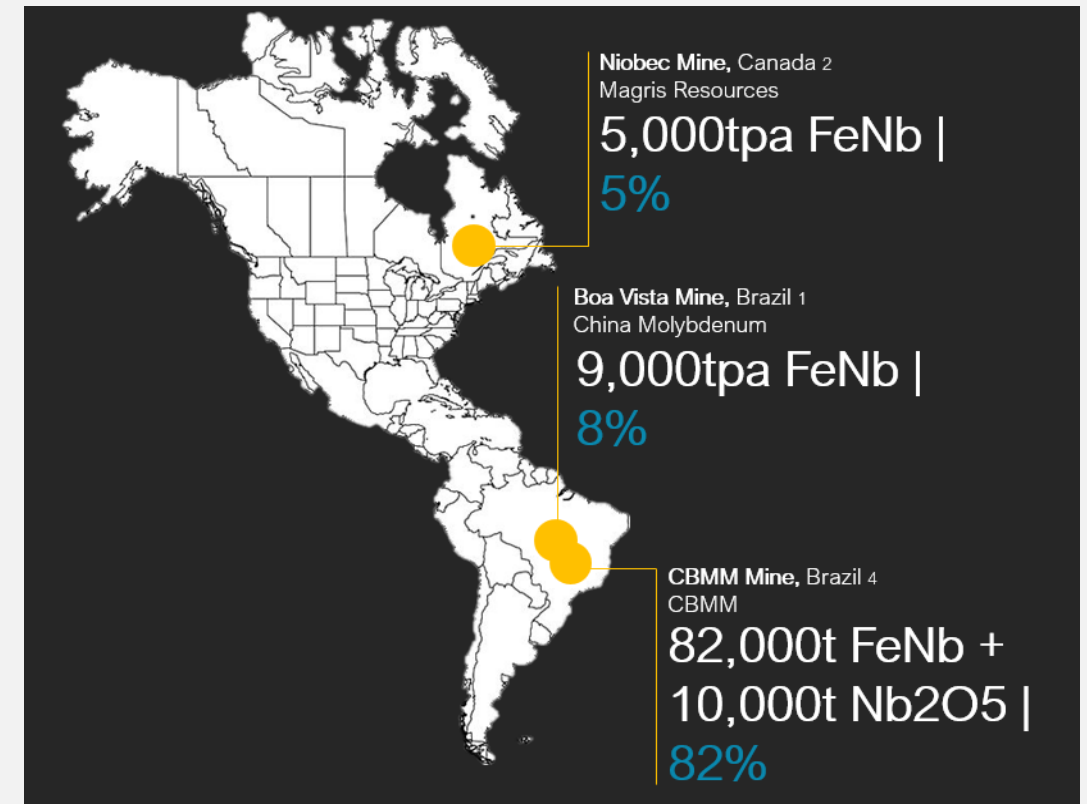 Niobec Mine, Canada 2
Magris Resources
5,000tpa FeNb |
5%
Boa Vista Mine, Brazil 1
China Molybdenum
9,000tpa FeNb |
8%
CBMM Mine, Brazil 4
CBMM
82,000t FeNb +
10,000t Nb2O5 |
82%